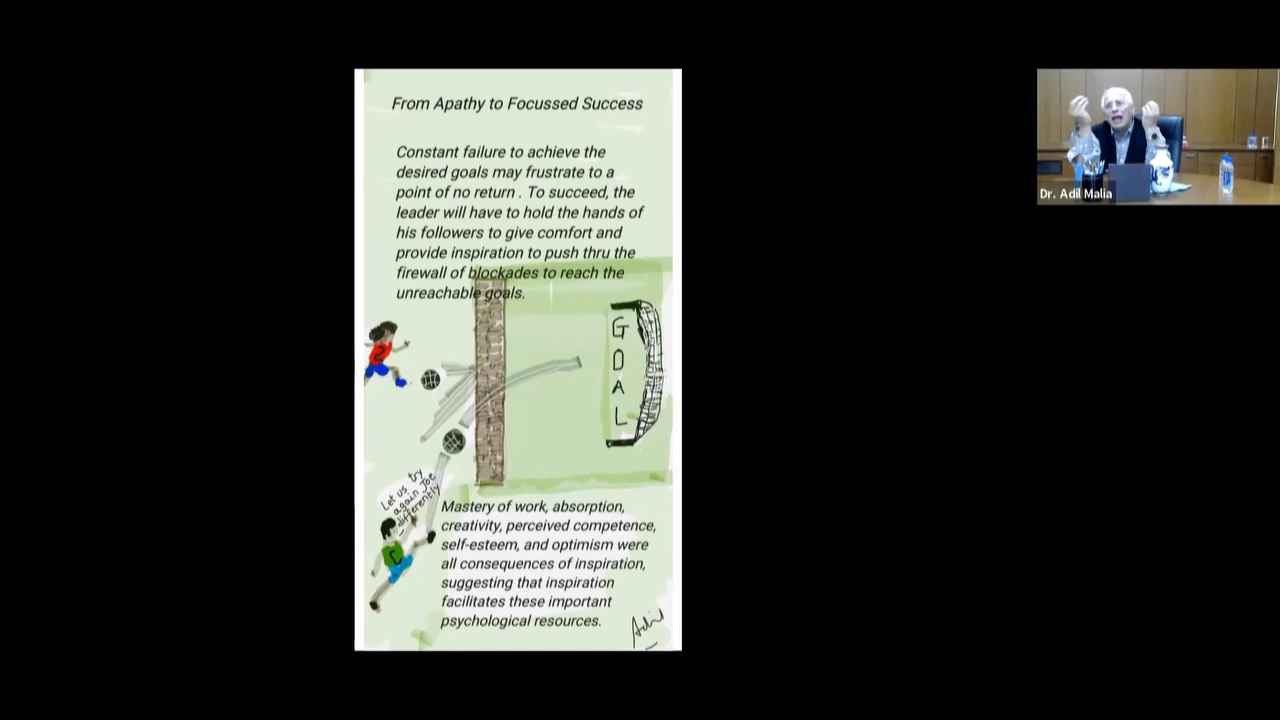 From Apathy to Focussed Success
Constant failure to achieve the
desired goals may frustrate to a
point of no return . To succeed, the
leader will have to hold the hands of
his followers to give comfort and
provide inspiration to push thru the
firewall of blockades to reach the
unreachable goals.
2
GOAL
Let us try
again Joe
differently
C
Mastery of work, absorption,
creativity, perceived competence,
self-esteem, and optimism were
all consequences of inspiration,
suggesting that inspiration
facilitates these important
psychological resources.
Adil
Dr. Adil Malia